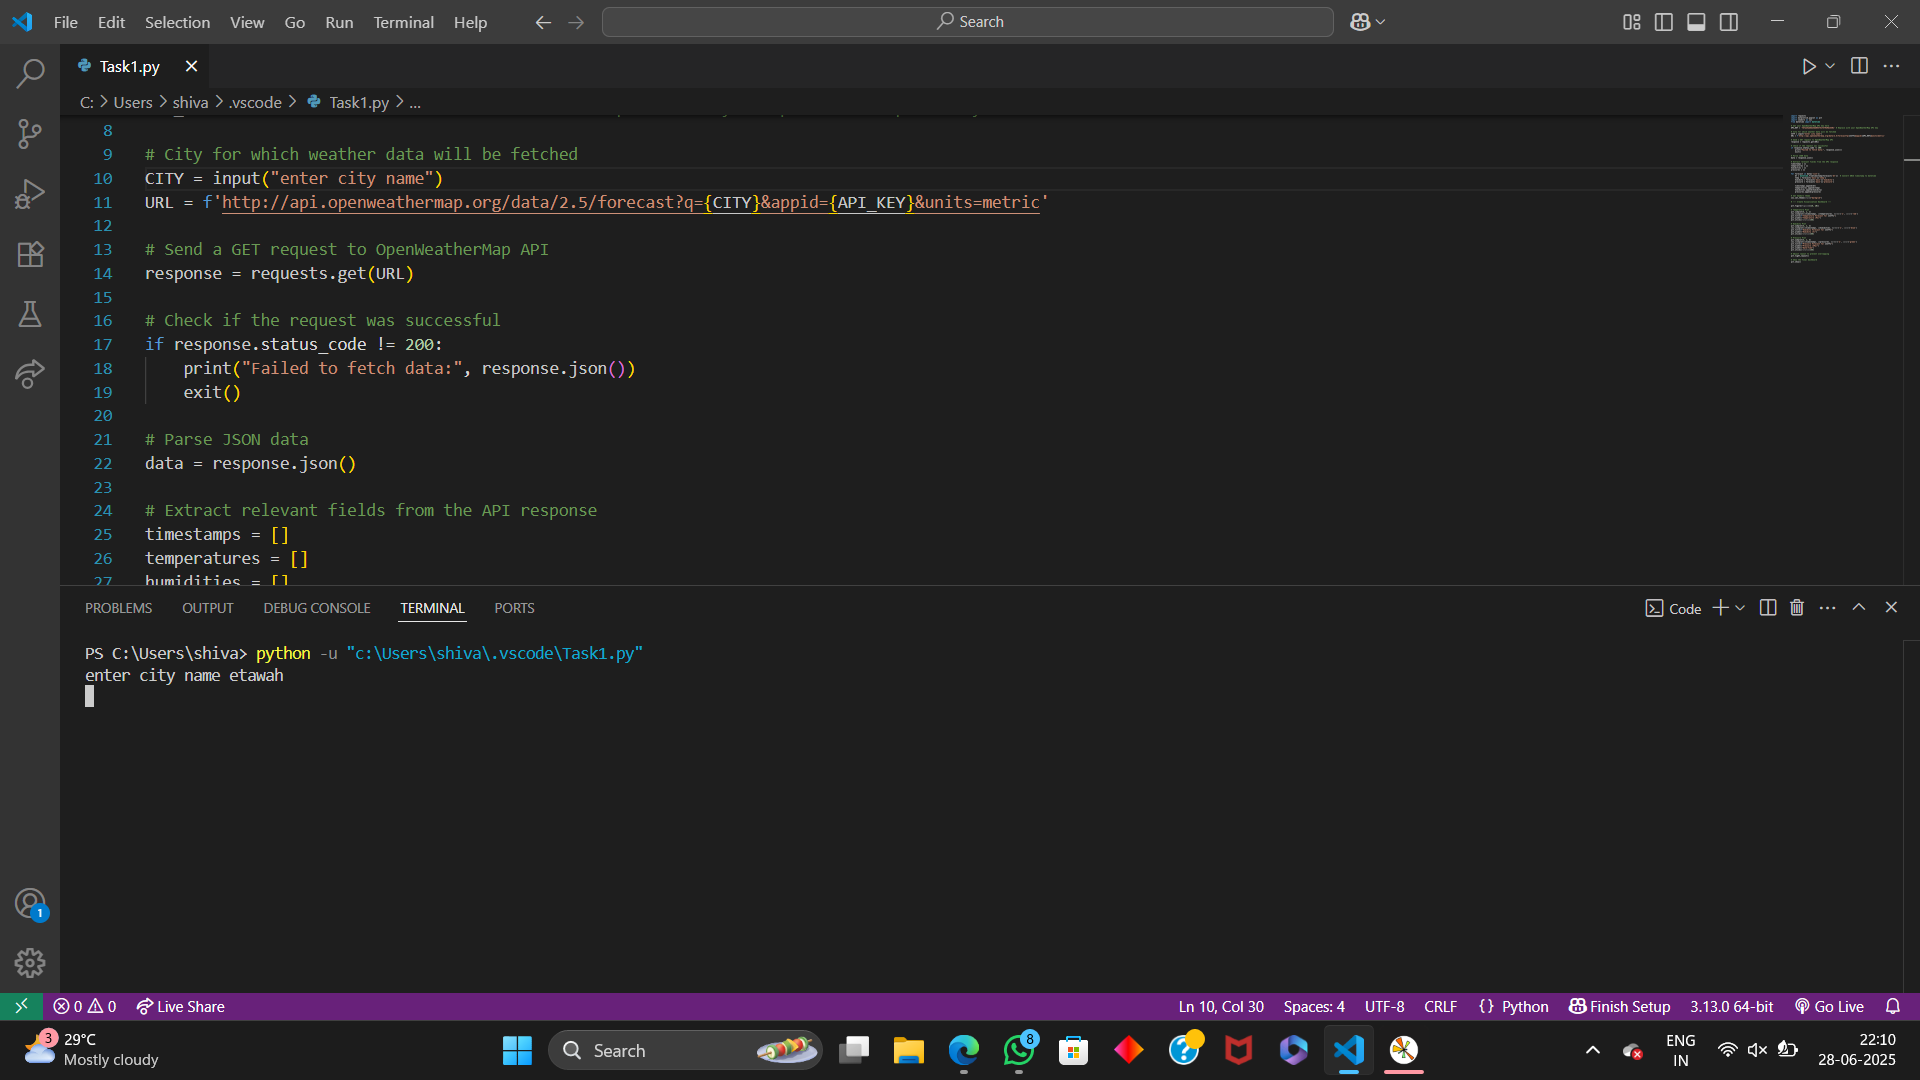 File Edit Selection View Go Run Terminal Help Search
Task1.py
C: Users shiva .vscode Task1.py ...
8
9 # City for which weather data will be fetched
10 CITY = input("enter city name")
11 URL = f'http://api.openweathermap.org/data/2.5/forecast?q={CITY}&appid={API_KEY}&units=metric'
12
13 # Send a GET request to OpenWeatherMap API
14 response = requests.get(URL)
15
16 # Check if the request was successful
17 if response.status_code != 200:
18 print("Failed to fetch data:", response.json())
19 exit()
20
21 # Parse JSON data
22 data = response.json()
23
24 # Extract relevant fields from the API response
25 timestamps = []
26 temperatures = []
27 humidities = []
PROBLEMS OUTPUT DEBUG CONSOLE TERMINAL PORTS Code
PS C:\Users\shiva> python -u "c:\Users\shiva\.vscode\Task1.py"
enter city name etawah
1
0 0 Live Share Ln 10, Col 30 Spaces: 4 UTF-8 CRLF {} Python Finish Setup 3.13.0 64-bit Go Live
3 29°C
Mostly cloudy
Search
8
ENG
IN
22:10
28-06-2025